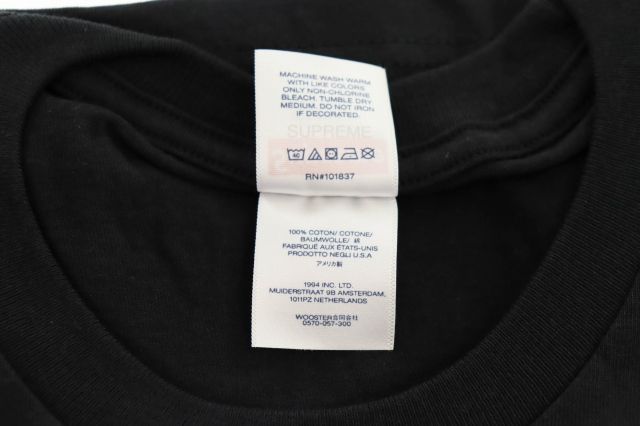 MACHINE WASH WARM
WITH LIKE COLORS
ONLY NON-CHLORINE
BLEACH. TUMBLE DRY
MEDIUM. DO NOT IRON
IF DECORATED.
SUPREME
40
RN#101837
100% COTON/ COTONE/
BAUMWOLLE/ 綿
FABRIQUÉ AUX ÉTATS-UNIS
PRODOTTO NEGLI U.S.A
アメリカ製
1994 INC. LTD.
MUIDERSTRAAT 9B AMSTERDAM,
1011PZ NETHERLANDS
WOOSTER合同会社
0570-057-300